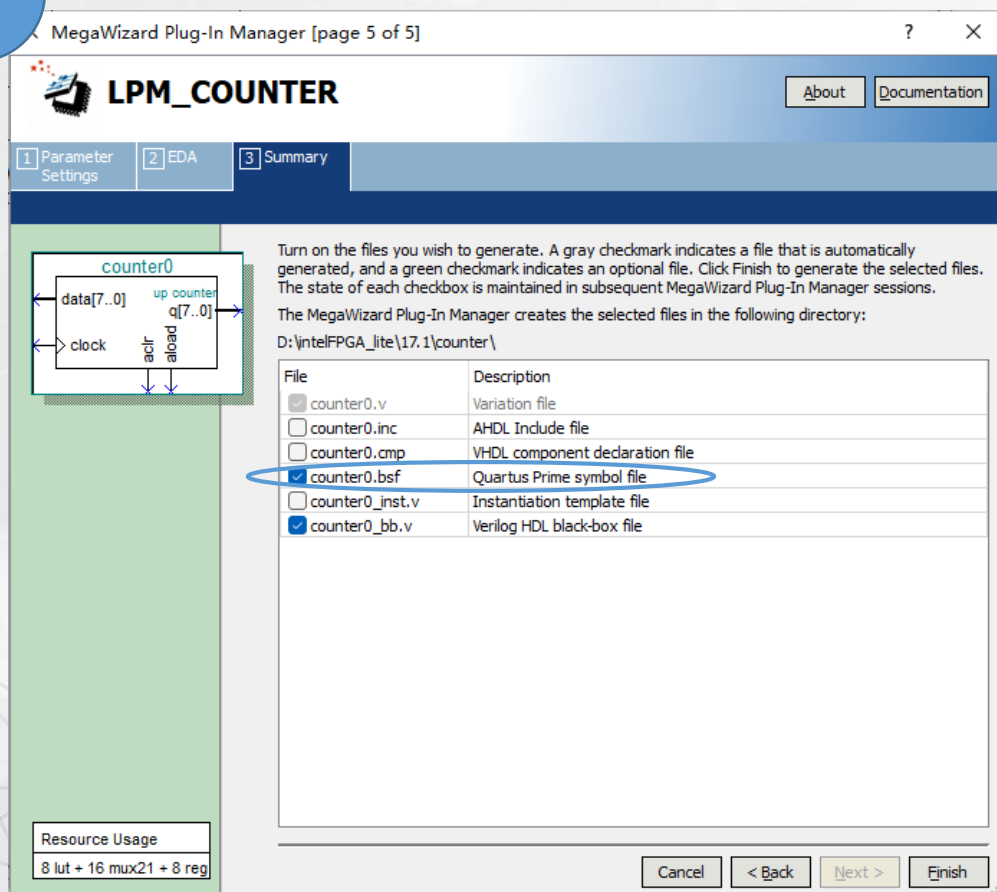 MegaWizard Plug-In Manager [page 5 of 5]
?
LPM_COUNTER
About
Documentation
1 Parameter Settings
2 EDA
3 Summary
counter0
data[7..0]
up counter
q[7..0]
clock
aclr
aload
Turn on the files you wish to generate. A gray checkmark indicates a file that is automatically
generated, and a green checkmark indicates an optional file. Click Finish to generate the selected files.
The state of each checkbox is maintained in subsequent MegaWizard Plug-In Manager sessions.
The MegaWizard Plug-In Manager creates the selected files in the following directory:
D:\intelFPGA_lite\17.1\counter\
File Description
counter0.v Variation file
counter0.inc AHDL Include file
counter0.cmp VHDL component declaration file
counter0.bsf Quartus Prime symbol file
counter0_inst.v Instantiation template file
counter0_bb.v Verilog HDL black-box file
Resource Usage
8 lut + 16 mux21 + 8 reg
Cancel
< Back
Next >
Finish